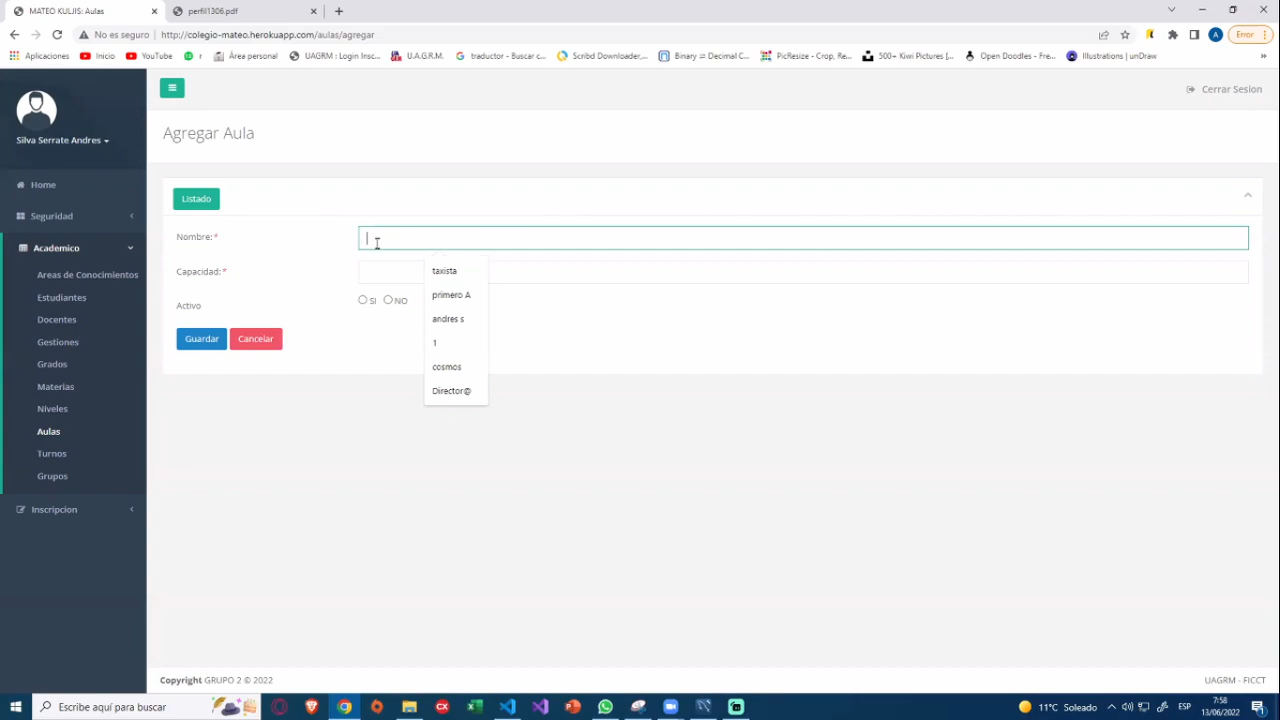 MATEO KULJIS: Aulas
perfil1306.pdf
No es seguro | http://colegio-mateo.herokuapp.com/aulas/agregar
A
Error
Aplicaciones
Inicio
YouTube
r
Área personal
UAGRM : Login Insc...
U.A.G.R.M.
traductor - Buscar c...
Scribd Downloader,...
Binary ⇄ Decimal C...
PicResize - Crop, Re...
500+ Kiwi Pictures [...
Open Doodles - Fre...
Illustrations | unDraw
»
Silva Serrate Andres
Home
Seguridad
Academico
Areas de Conocimientos
Estudiantes
Docentes
Gestiones
Grados
Materias
Niveles
Aulas
Turnos
Grupos
Inscripcion
Cerrar Sesion
Agregar Aula
Listado
Nombre:*
Capacidad:*
Activo
SI NO
Guardar Cancelar
taxista
primero A
andres s
1
cosmos
Director@
Copyright GRUPO 2 © 2022
UAGRM - FICCT
Escribe aquí para buscar
11°C Soleado
ESP
7:58
13/06/2022